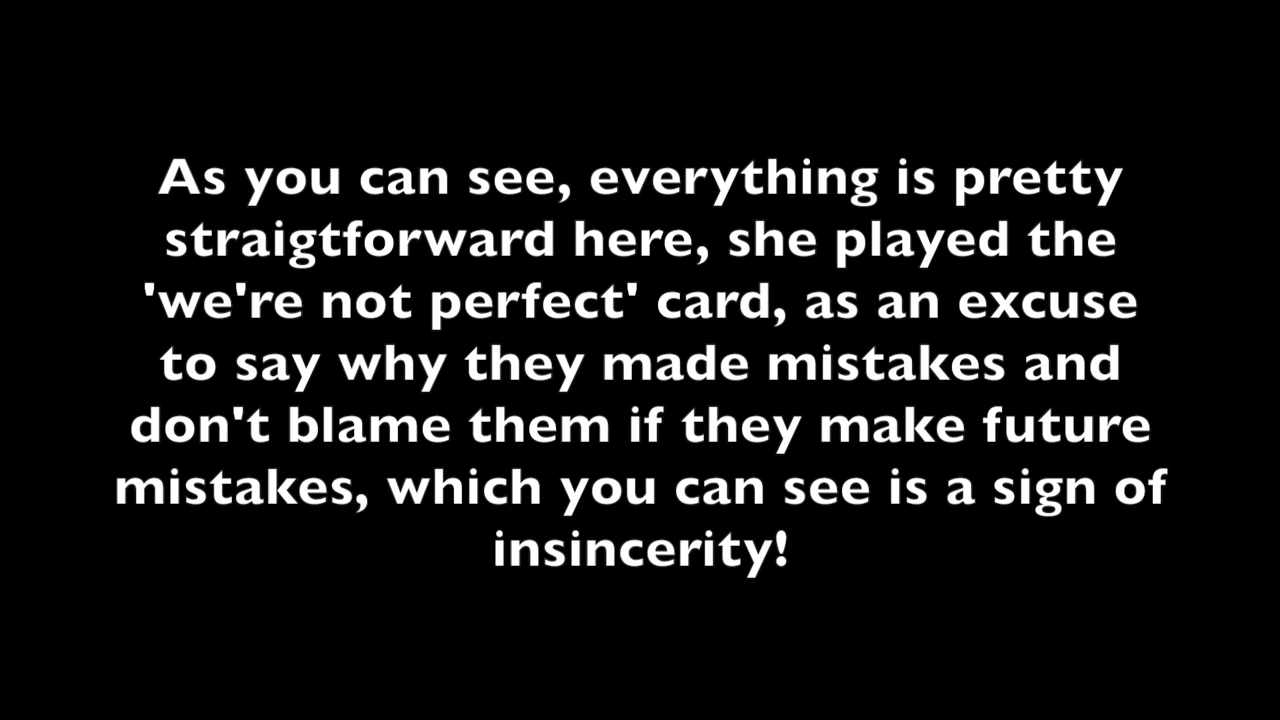 As you can see, everything is pretty
straigtforward here, she played the
'we're not perfect' card, as an excuse
to say why they made mistakes and
don't blame them if they make future
mistakes, which you can see is a sign of
insincerity!